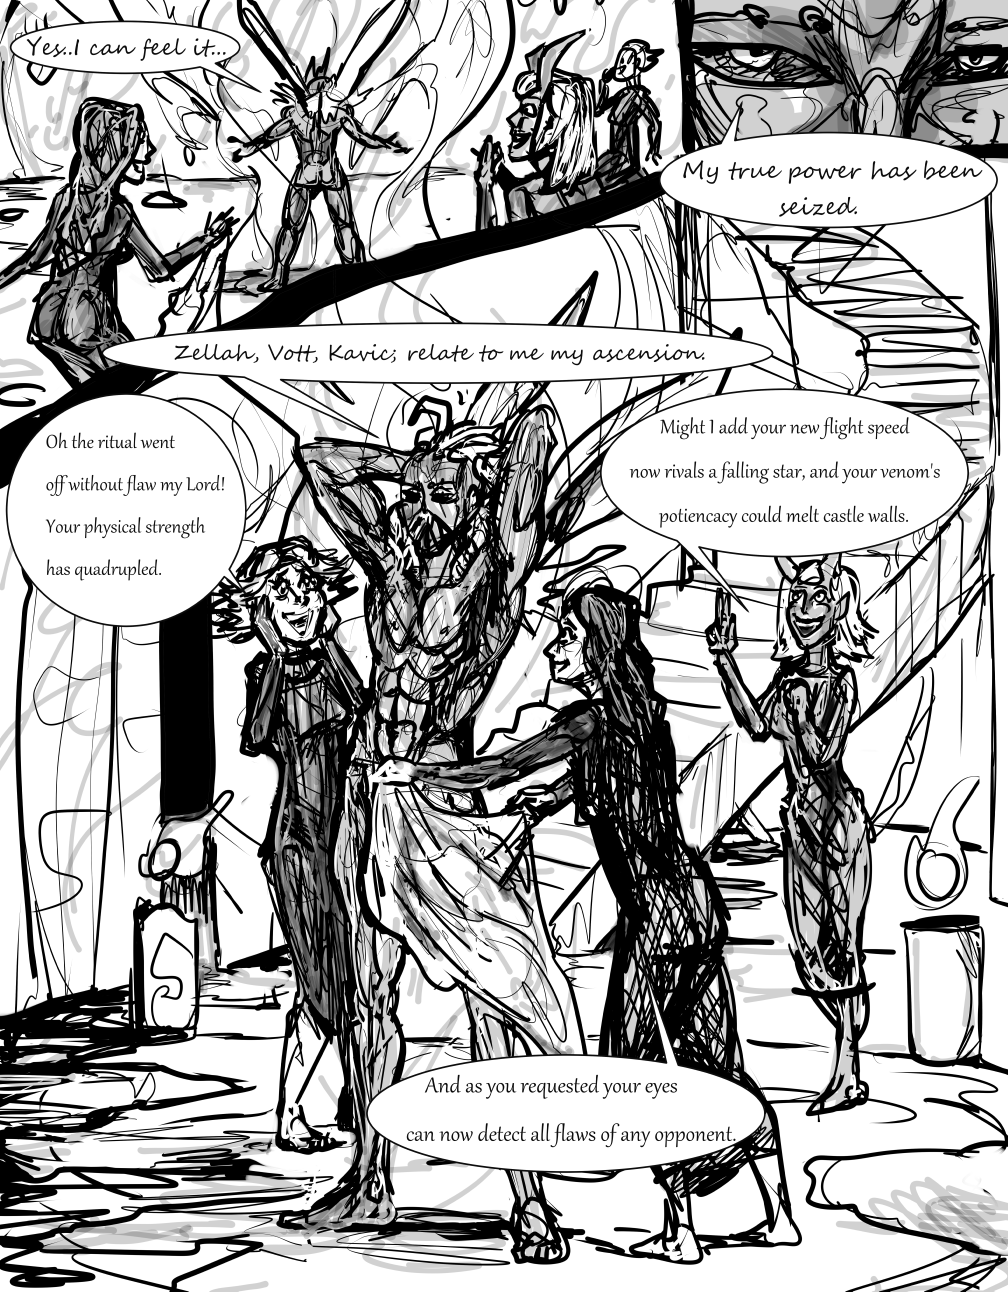 Yes..I can feel it...
My true power has been
seized.
Zellah, Vott, Kavic; relate to me my ascension.
Oh the ritual went
off without flaw my Lord!
Your physical strength
has quadrupled.
Might I add your new flight speed
now rivals a falling star, and your venom's
potiencacy could melt castle walls.
And as you requested your eyes
can now detect all flaws of any opponent.